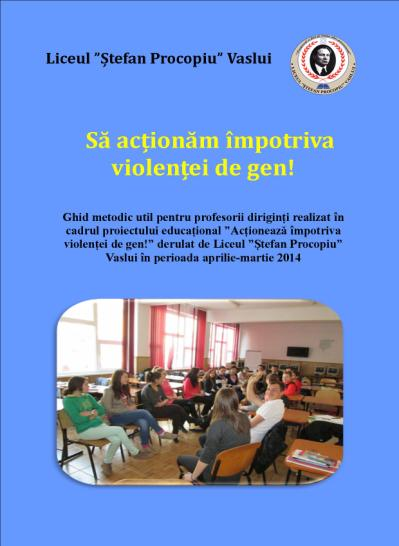 Liceul ”Ștefan Procopiu” Vaslui
Să acționăm împotriva
violenței de gen!
Ghid metodic util pentru profesorii diriginți realizat în
cadrul proiectului educațional ”Acționează împotriva
violenței de gen!” derulat de Liceul ”Ștefan Procopiu”
Vaslui în perioada aprilie-martie 2014